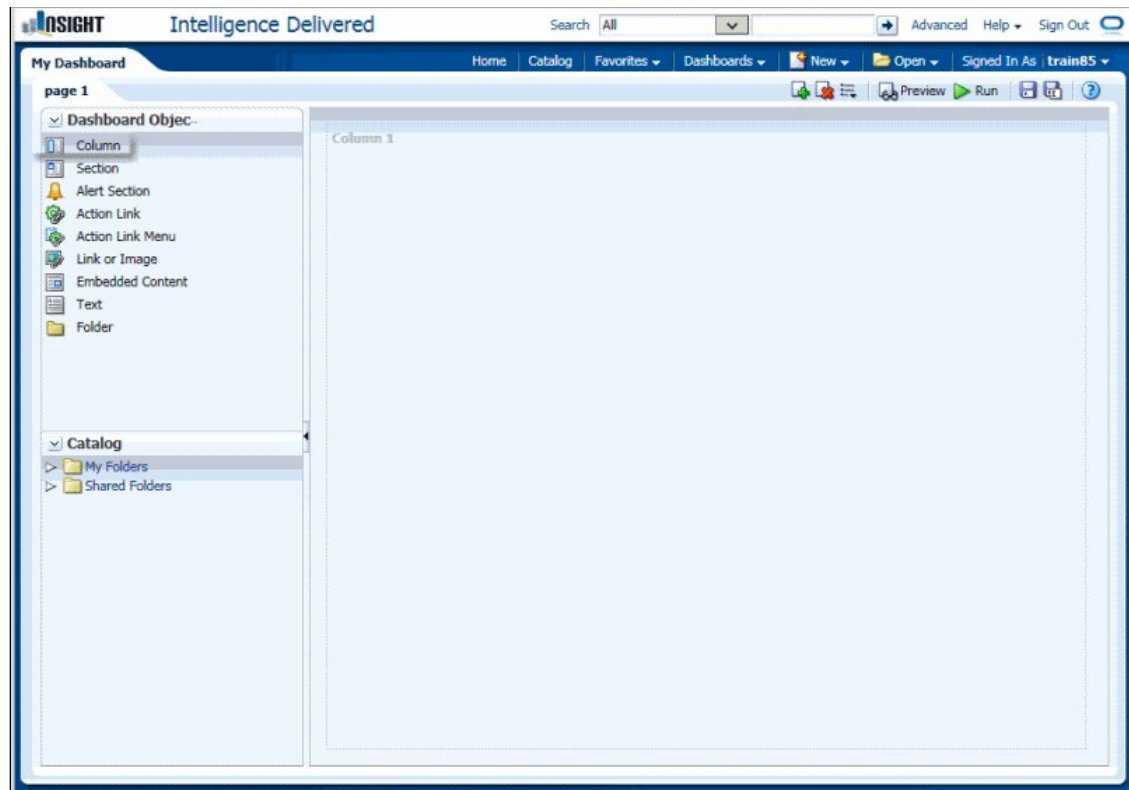 INSIGHT Intelligence Delivered Search All Advanced Help Sign Out
My Dashboard Home Catalog Favorites Dashboards New Open Signed In As train85
page 1 Preview Run
Dashboard Objec..
Column
Section
Alert Section
Action Link
Action Link Menu
Link or Image
Embedded Content
Text
Folder
Catalog
My Folders
Shared Folders
Column 1